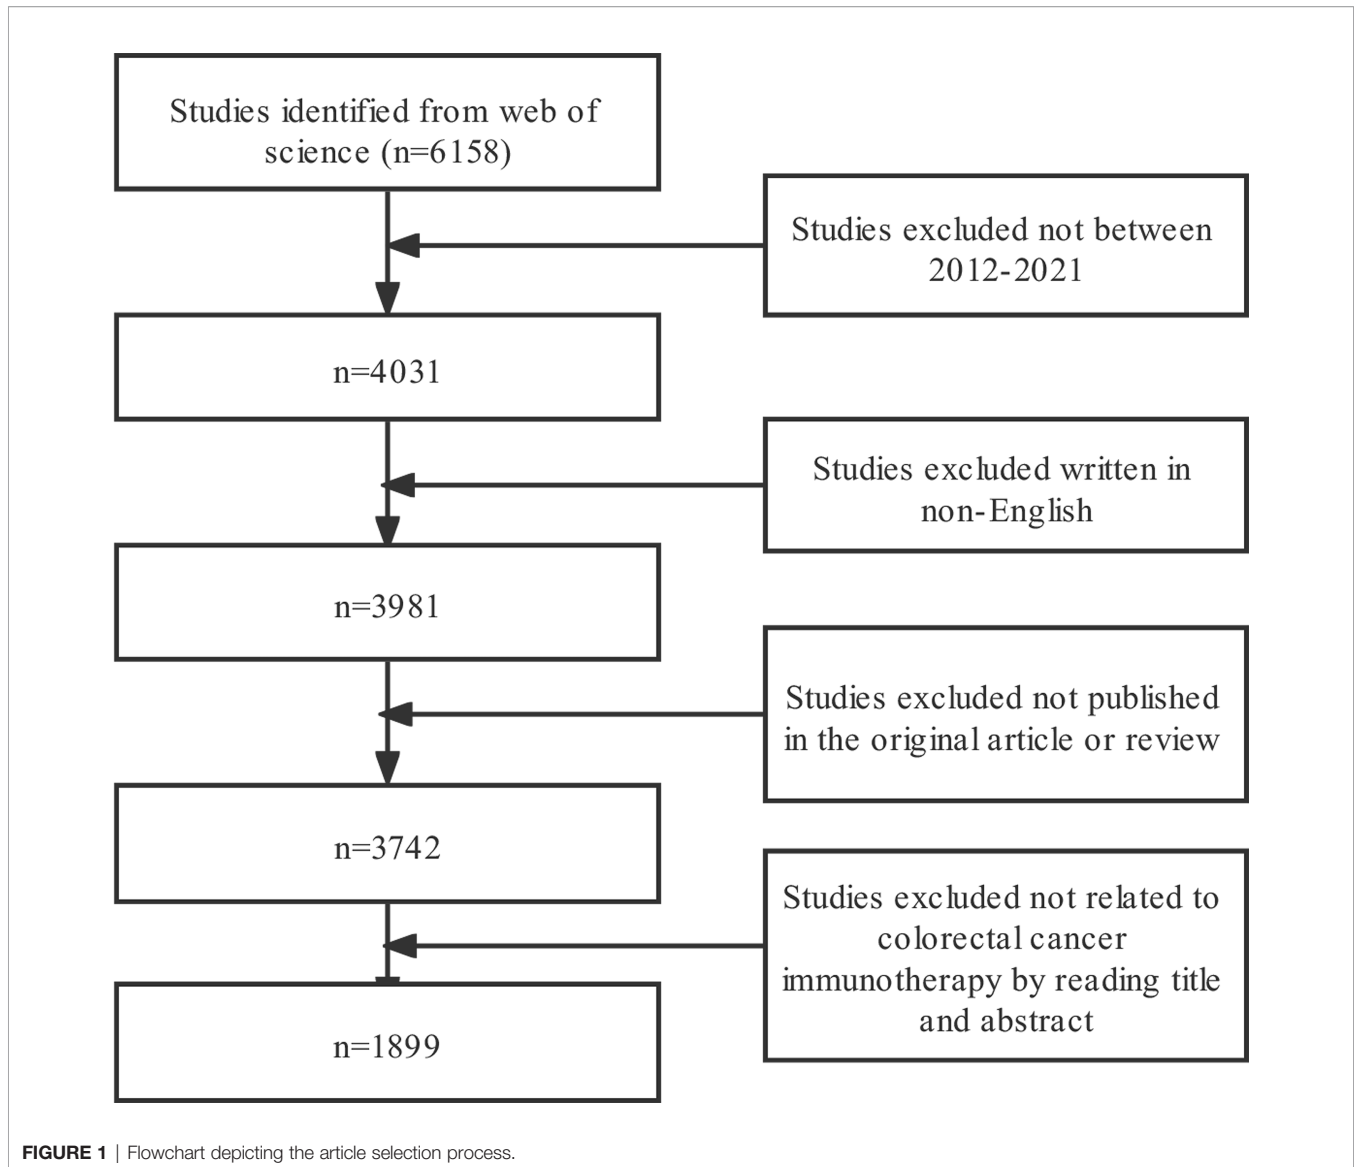 Studies identified from web of
science (n=6158)
Studies excluded not between
2012-2021
n=4031
Studies excluded written in
non-English
n=3981
Studies excluded not published
in the original article or review
n=3742
Studies excluded not related to
colorectal cancer
immunotherapy by reading title
and abstract
n=1899
FIGURE 1 | Flowchart depicting the article selection process.